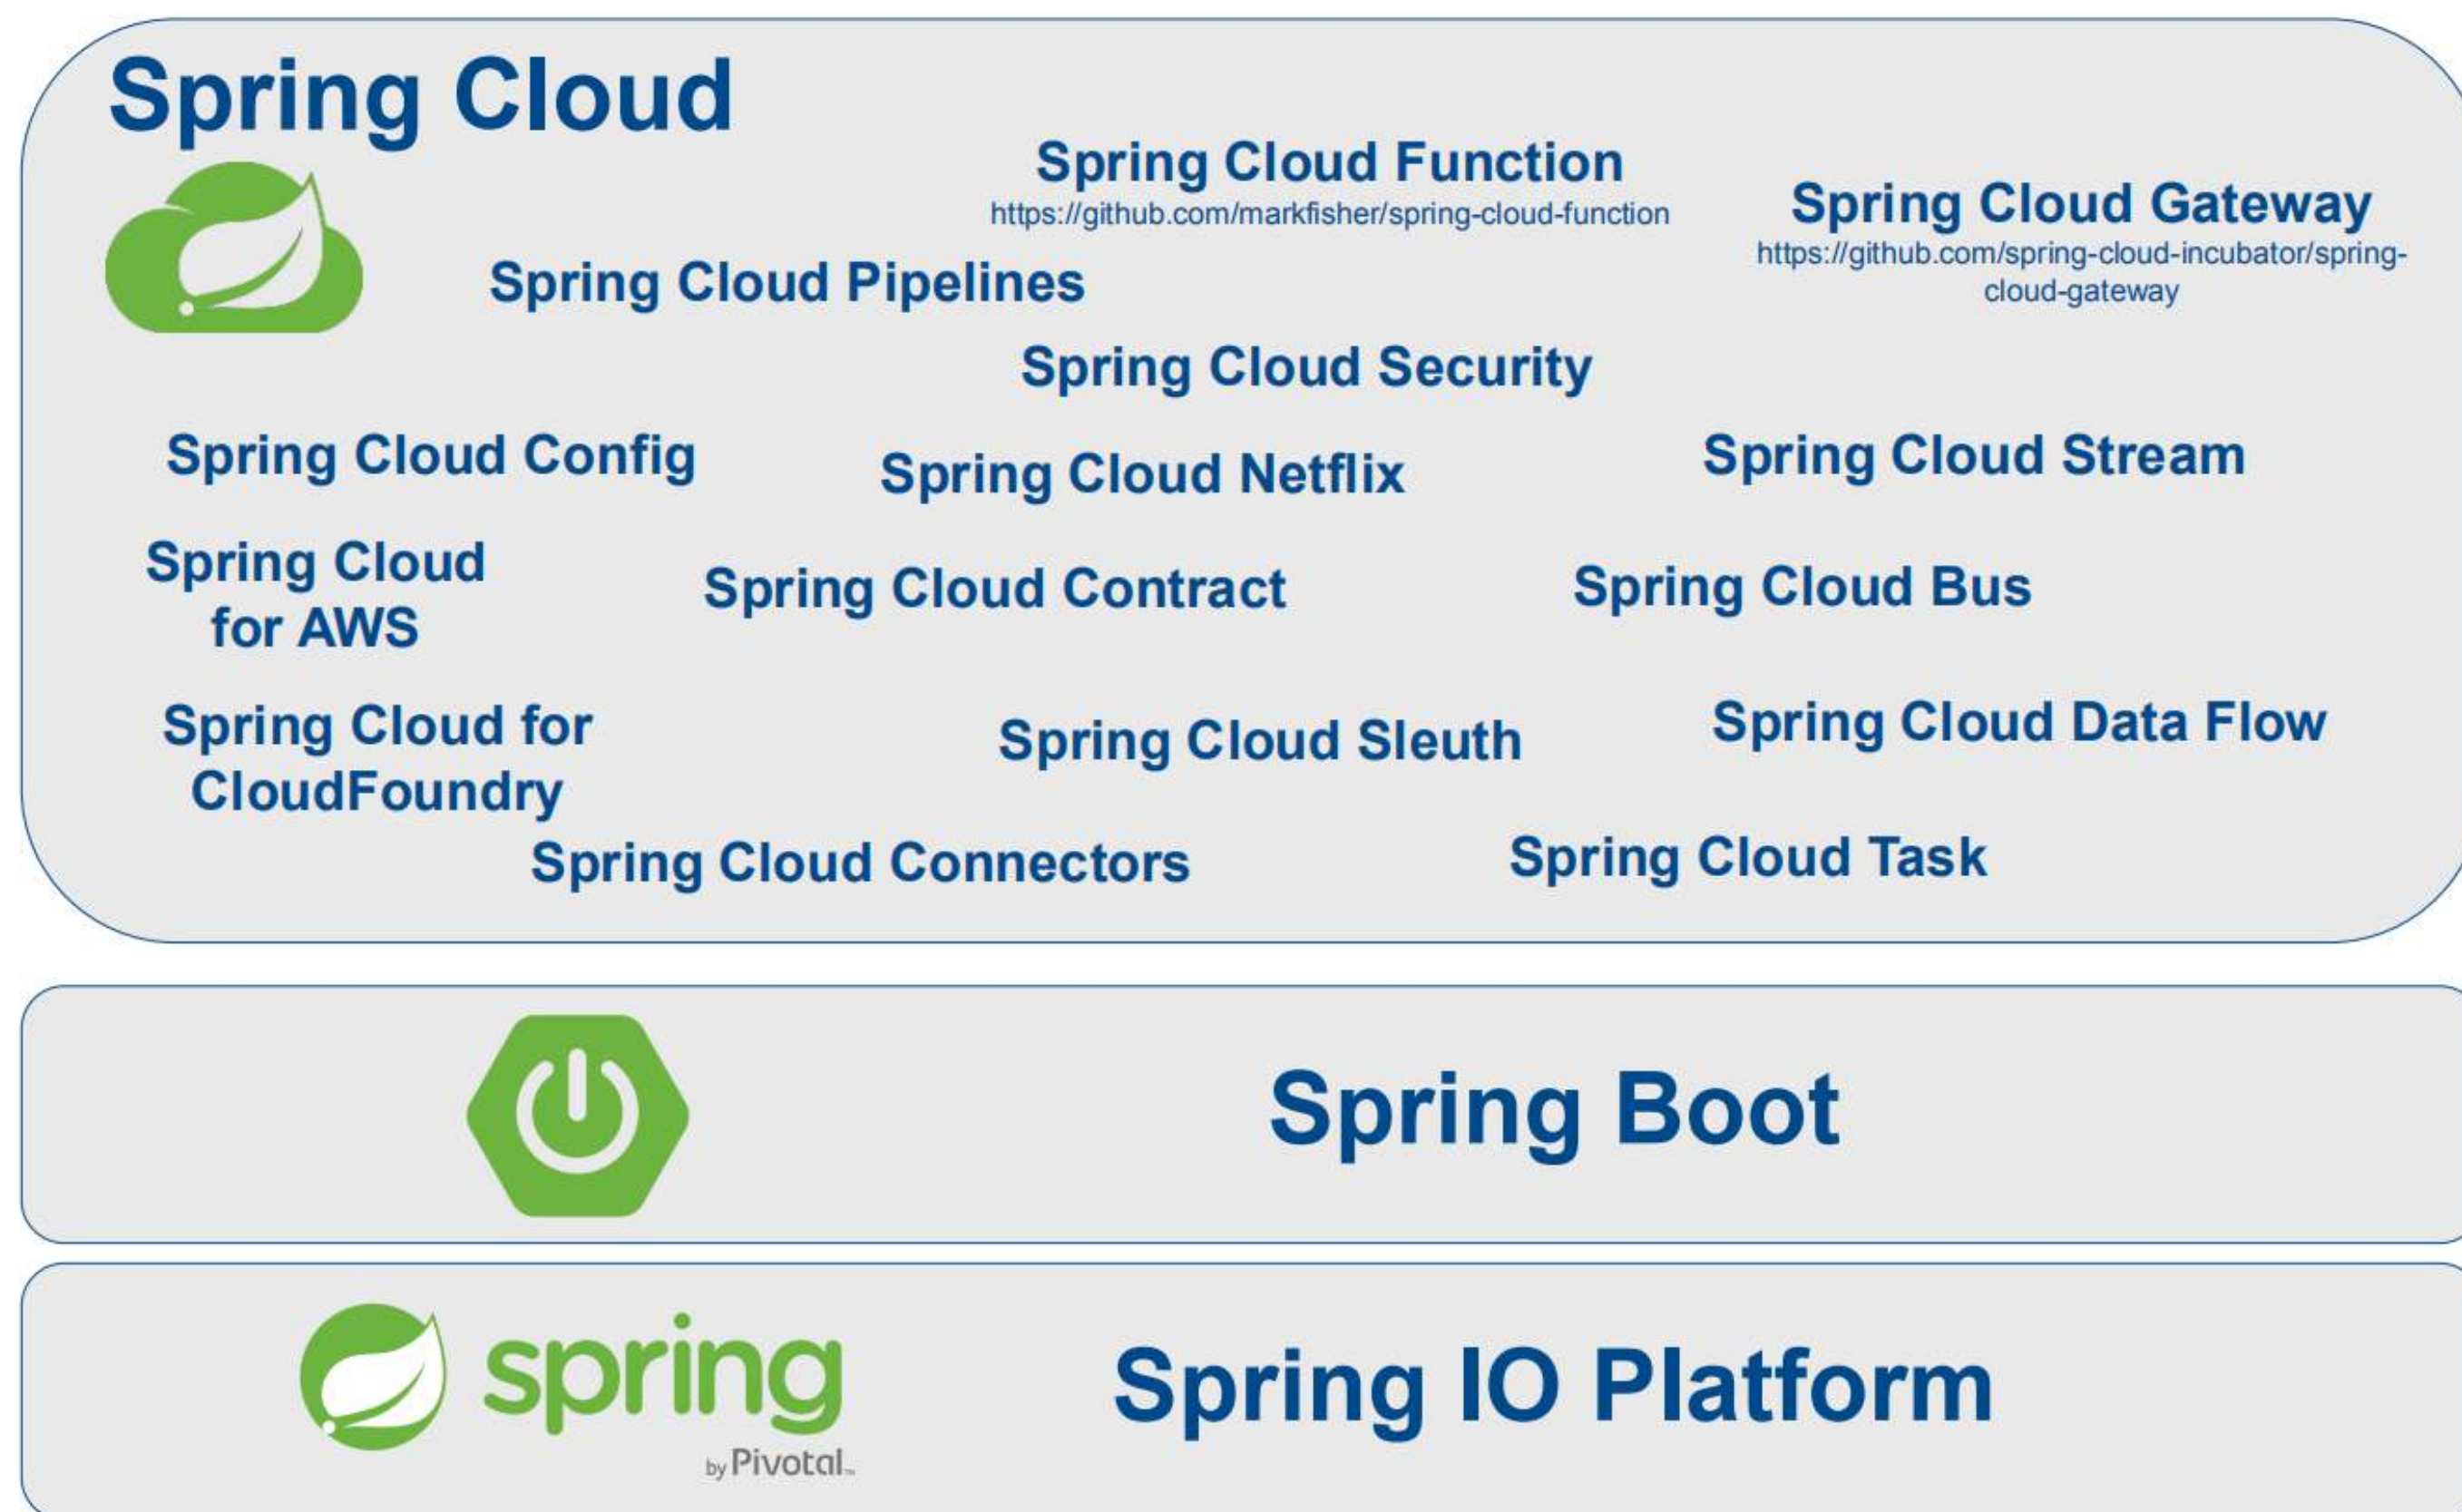 Spring Cloud
Spring Cloud Function
https://github.com/markfisher/spring-cloud-function
Spring Cloud Gateway
https://github.com/spring-cloud-incubator/spring-
cloud-gateway
Spring Cloud Pipelines
Spring Cloud Security
Spring Cloud Config
Spring Cloud Netflix
Spring Cloud Stream
Spring Cloud
for AWS
Spring Cloud Contract
Spring Cloud Bus
Spring Cloud for
CloudFoundry
Spring Cloud Sleuth
Spring Cloud Data Flow
Spring Cloud Connectors
Spring Cloud Task
Spring Boot
spring
by Pivotal™
Spring IO Platform